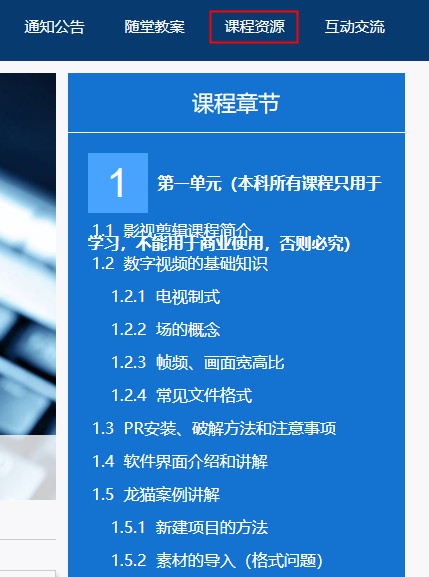 通知公告 随堂教案 课程资源 互动交流
课程章节
1 第一单元（本科所有课程只用于
1.1 影视剪辑课程简介
学习，不能用于商业使用，否则必究）
1.2 数字视频的基础知识
1.2.1 电视制式
1.2.2 场的概念
1.2.3 帧频、画面宽高比
1.2.4 常见文件格式
1.3 PR安装、破解方法和注意事项
1.4 软件界面介绍和讲解
1.5 龙猫案例讲解
1.5.1 新建项目的方法
1.5.2 素材的导入（格式问题）